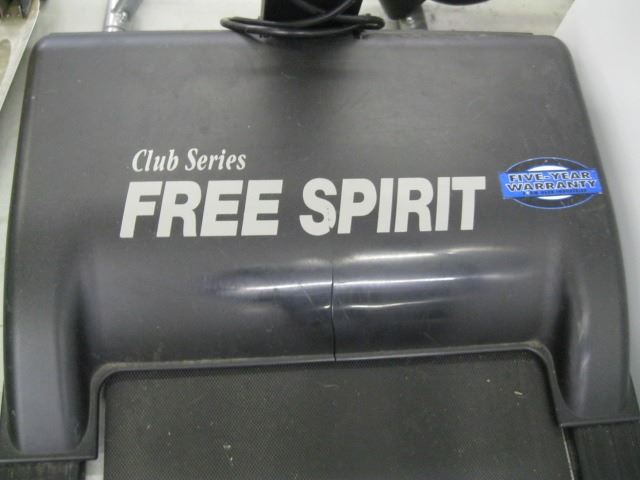 Club Series
FREE SPIRIT
FIVE-YEAR
WARRANTY